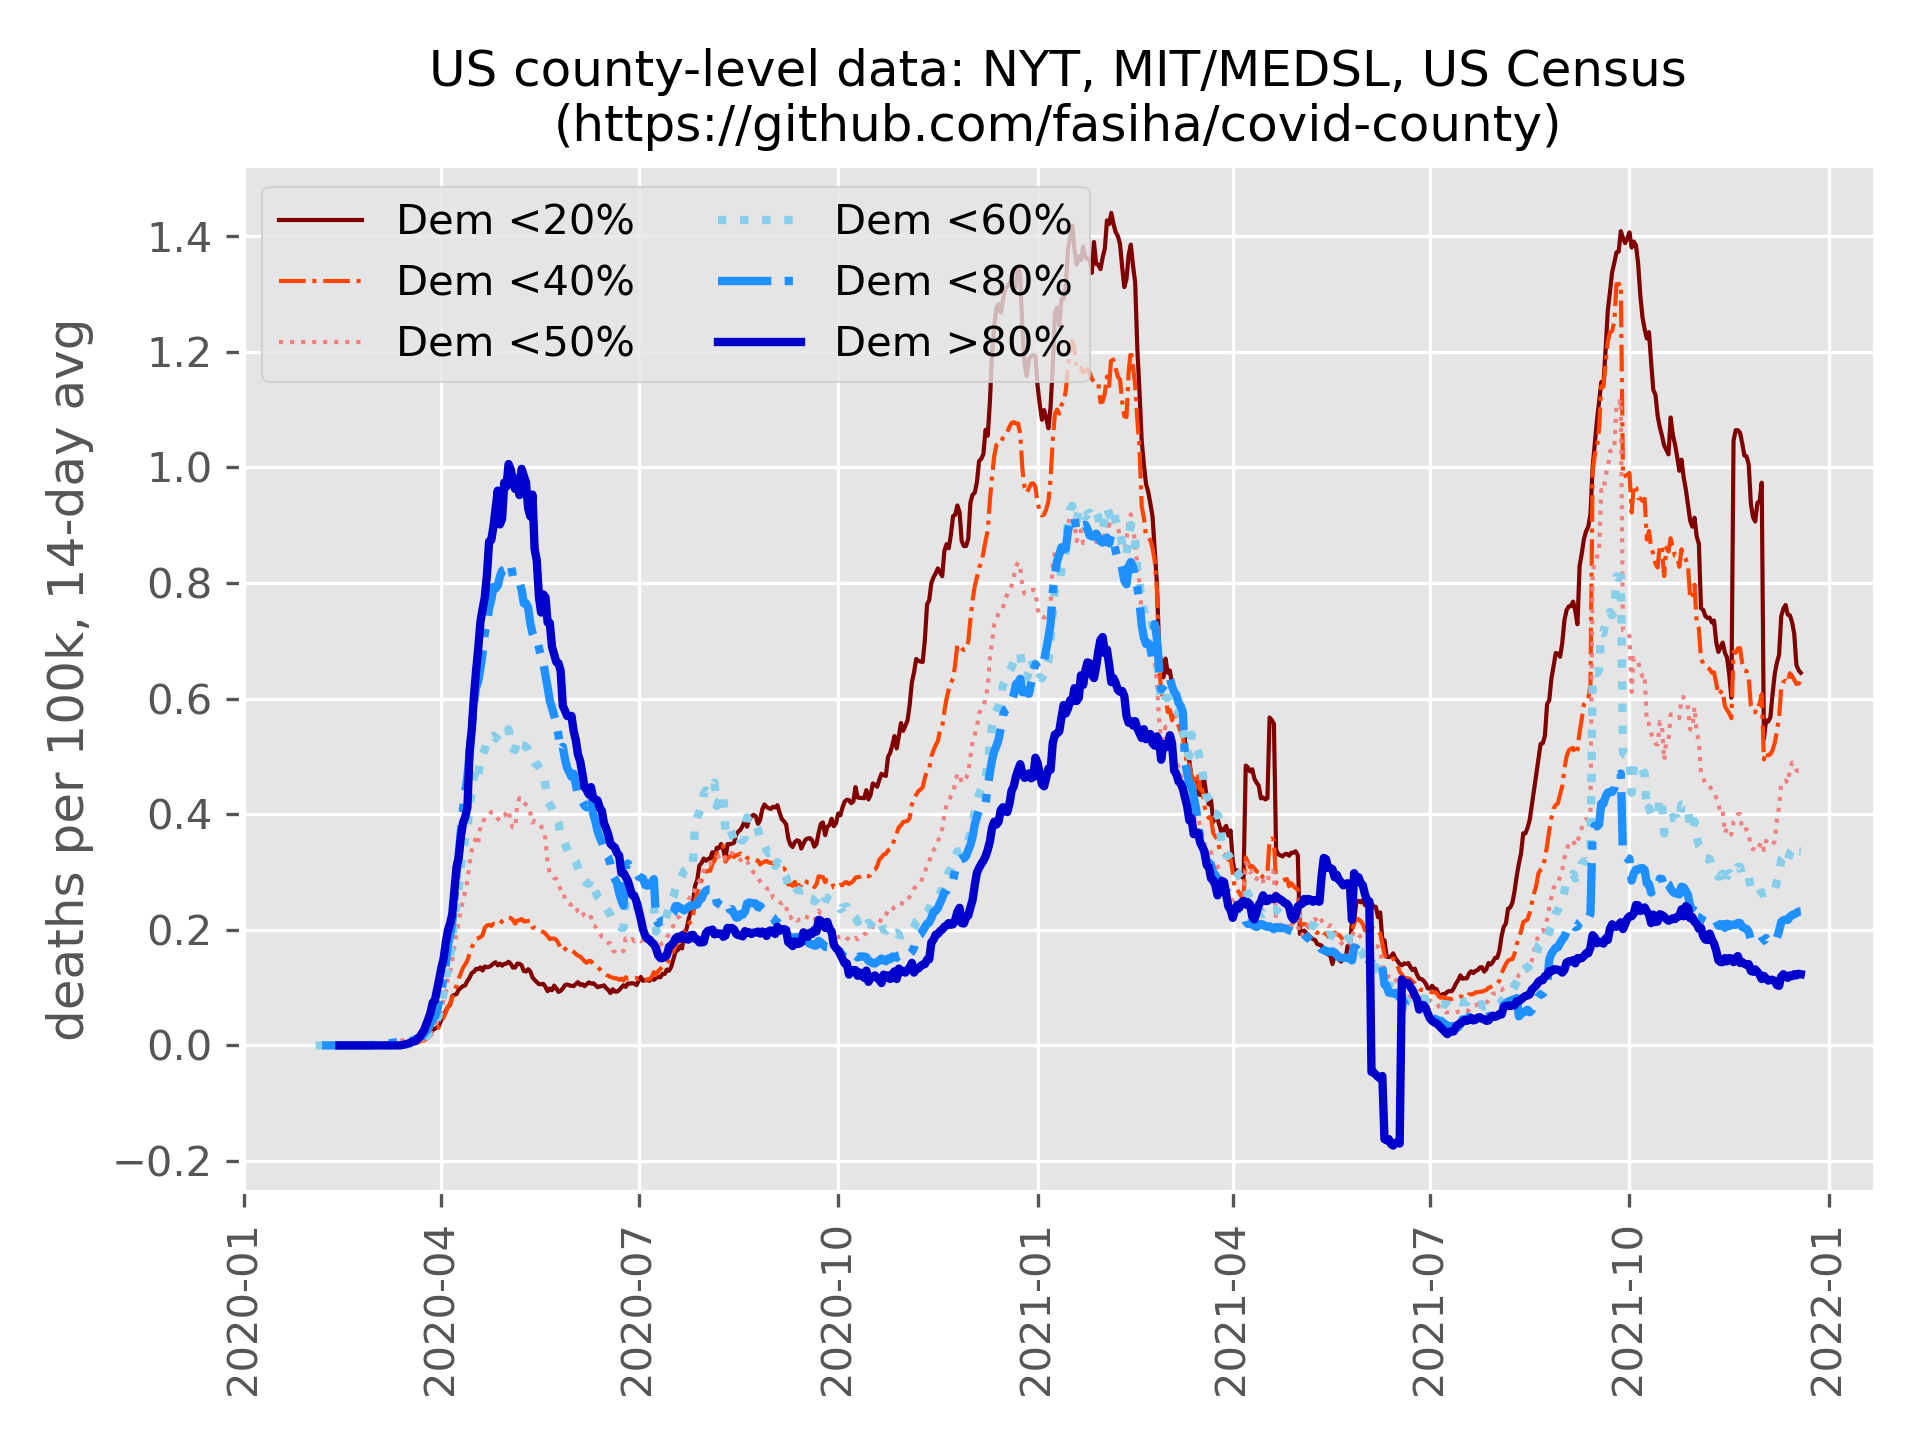 US county-level data: NYT, MIT/MEDSL, US Census
(https://github.com/fasiha/covid-county)
Dem <20%
Dem <40%
Dem <50%
Dem <60%
Dem <80%
Dem >80%
deaths per 100k, 14-day avg
1.4
1.2
1.0
0.8
0.6
0.4
0.2
0.0
−0.2
2020-01
2020-04
2020-07
2020-10
2021-01
2021-04
2021-07
2021-10
2022-01